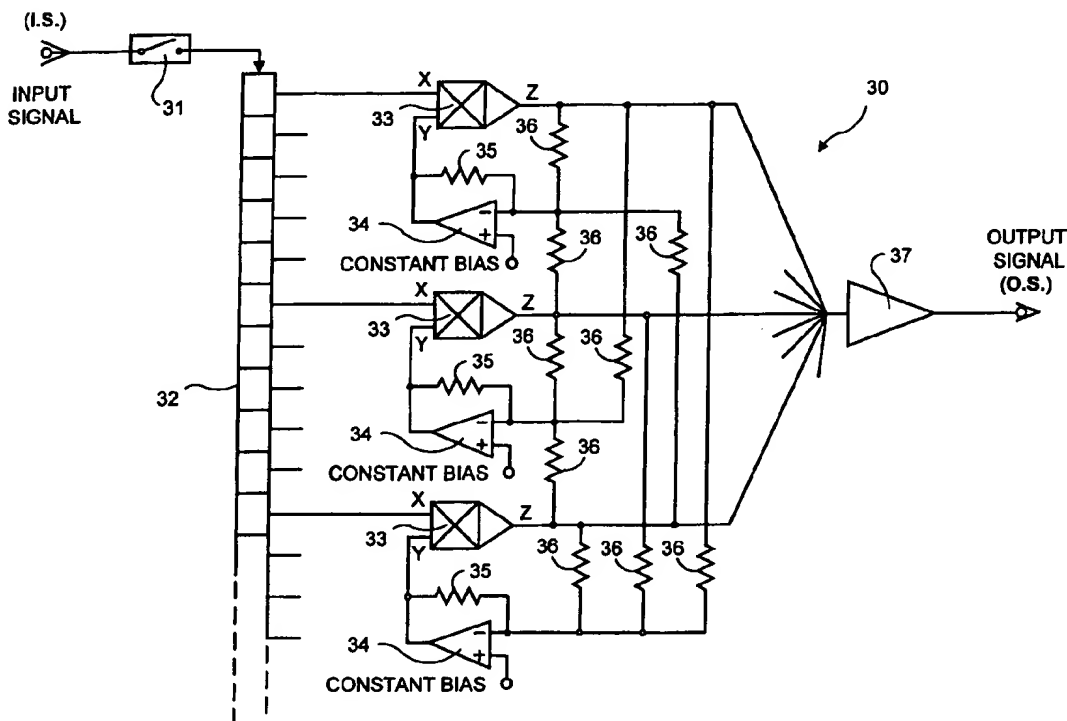 (I.S.)
INPUT
SIGNAL
31
X
33
Y
Z
36
30
35
34
CONSTANT BIAS
36
36
OUTPUT
SIGNAL
(O.S.)
37
X
33
Y
Z
36
36
35
32
34
CONSTANT BIAS
36
X
33
Y
Z
36
36
36
35
34
CONSTANT BIAS